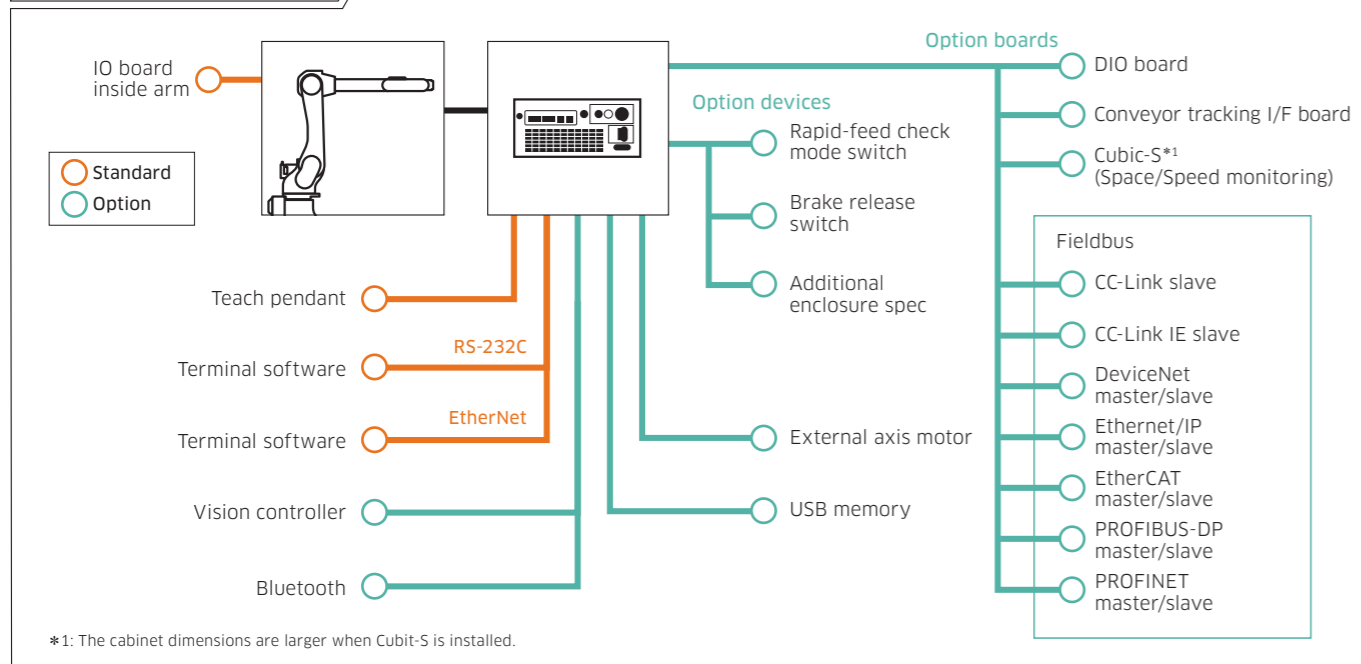 IO board
inside arm
Standard
Option
Option boards
DIO board
Conveyor tracking I/F board
Cubic-S*1
(Space/Speed monitoring)
Option devices
Rapid-feed check
mode switch
Brake release
switch
Additional
enclosure spec
Fieldbus
CC-Link slave
CC-Link IE slave
DeviceNet
master/slave
Ethernet/IP
master/slave
EtherCAT
master/slave
PROFIBUS-DP
master/slave
PROFINET
master/slave
Teach pendant
RS-232C
Terminal software
EtherNet
Terminal software
Vision controller
Bluetooth
External axis motor
USB memory
*1: The cabinet dimensions are larger when Cubit-S is installed.